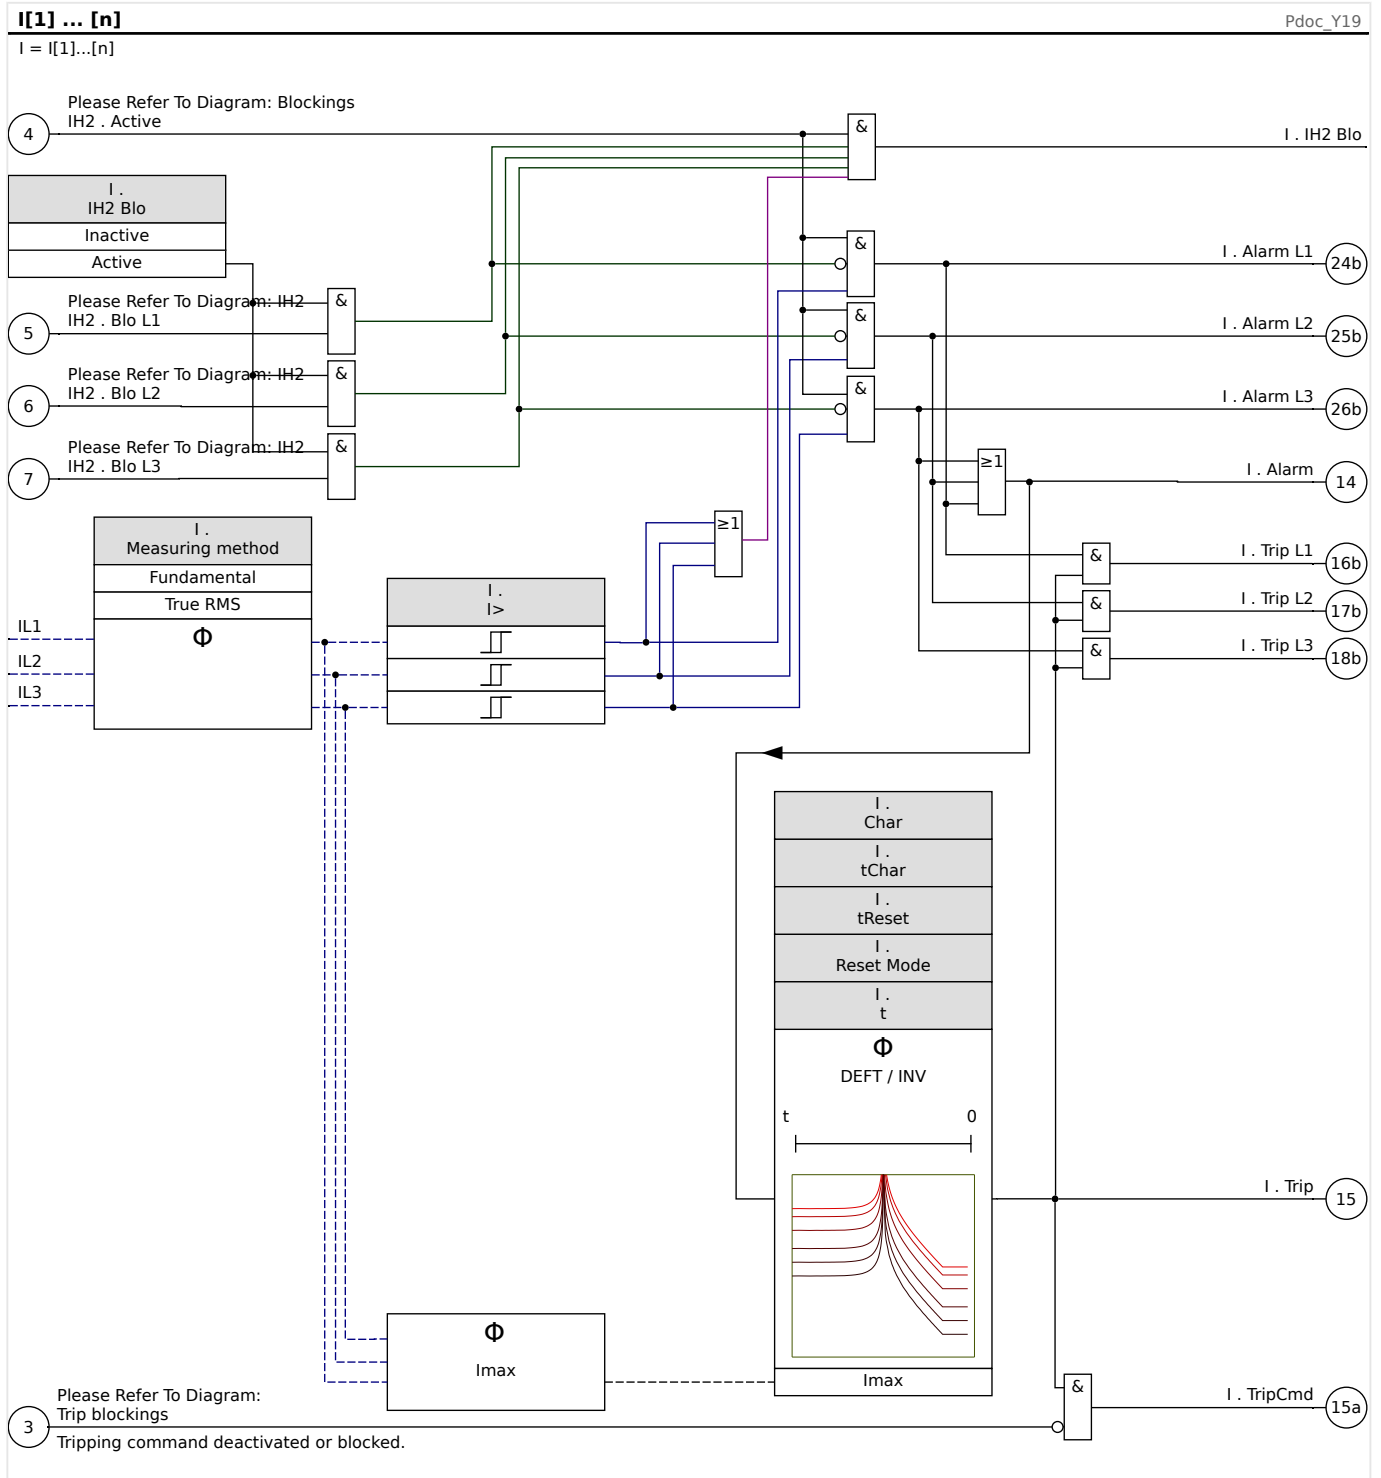 I[1] ... [n]
Pdoc_Y19
I = I[1]...[n]
Please Refer To Diagram: Blockings
IH2 . Active
4
&
I . IH2 Blo
I .
IH2 Blo
Inactive
Active
&
I . Alarm L1
24b
Please Refer To Diagram: IH2
IH2 . Blo L1
5
&
&
I . Alarm L2
25b
Please Refer To Diagram: IH2
IH2 . Blo L2
6
&
&
I . Alarm L3
26b
Please Refer To Diagram: IH2
IH2 . Blo L3
7
&
≥1
I . Alarm
14
I .
Measuring method
Fundamental
True RMS
Φ
IL1
IL2
IL3
I .
I>
≥1
&
I . Trip L1
16b
&
I . Trip L2
17b
&
I . Trip L3
18b
I .
Char
I .
tChar
I .
tReset
I .
Reset Mode
I .
t
Φ
DEFT / INV
t 0
I . Trip
15
Φ
Imax
Imax
Please Refer To Diagram:
Trip blockings
3
Tripping command deactivated or blocked.
&
I . TripCmd
15a